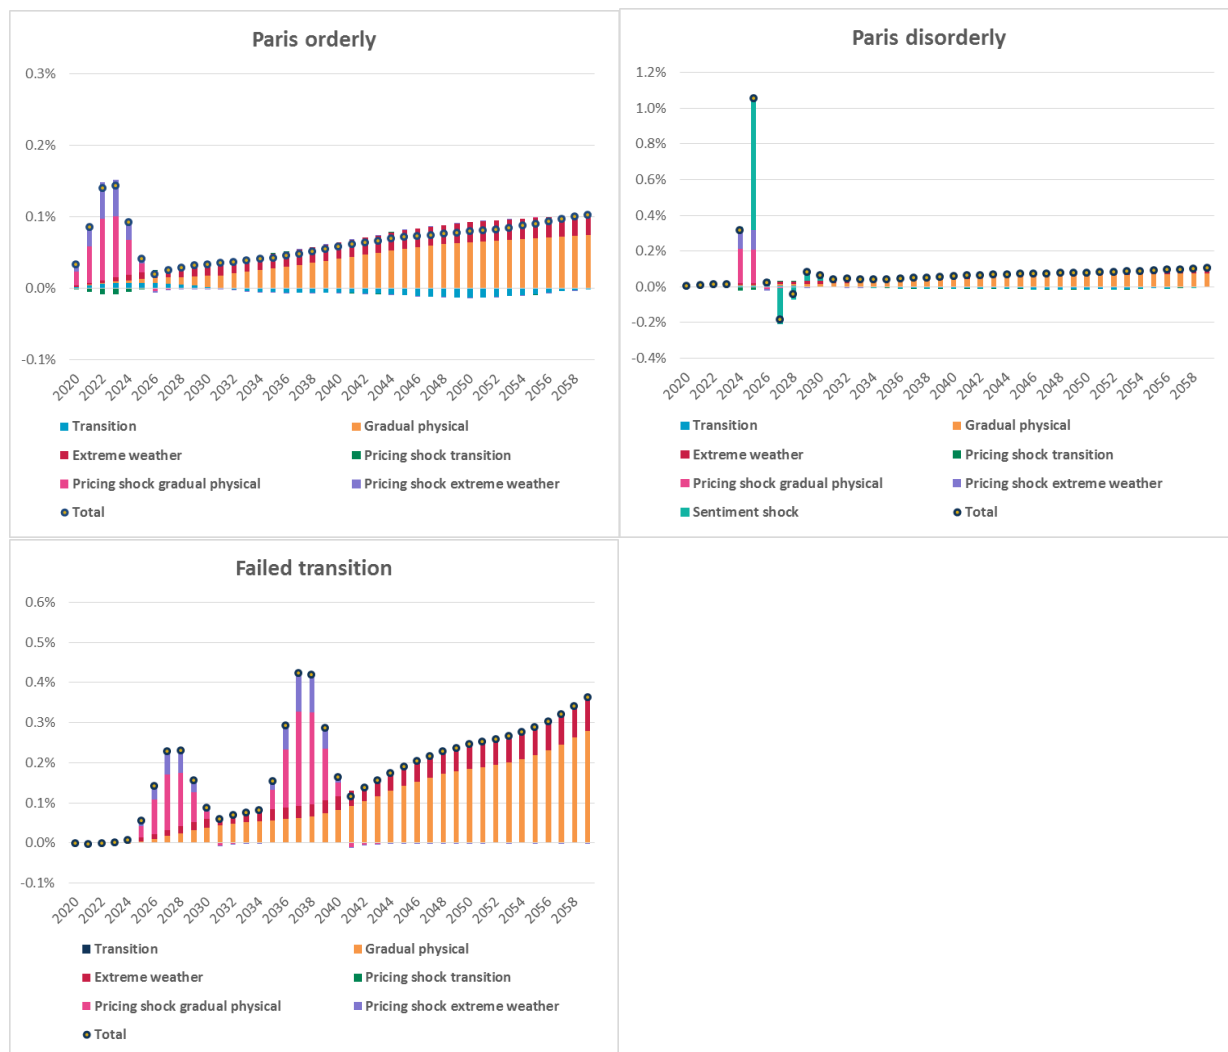 Paris orderly
0.3%
0.2%
0.1%
0.0%
-0.1%
2020 2022 2024 2026 2028 2030 2032 2034 2036 2038 2040 2042 2044 2046 2048 2050 2052 2054 2056 2058
Transition Gradual physical
Extreme weather Pricing shock transition
Pricing shock gradual physical Pricing shock extreme weather
Total
Paris disorderly
1.2%
1.0%
0.8%
0.6%
0.4%
0.2%
0.0%
-0.2%
-0.4%
2020 2022 2024 2026 2028 2030 2032 2034 2036 2038 2040 2042 2044 2046 2048 2050 2052 2054 2056 2058
Transition Gradual physical
Extreme weather Pricing shock transition
Pricing shock gradual physical Pricing shock extreme weather
Sentiment shock Total
Failed transition
0.6%
0.5%
0.4%
0.3%
0.2%
0.1%
0.0%
-0.1%
2020 2022 2024 2026 2028 2030 2032 2034 2036 2038 2040 2042 2044 2046 2048 2050 2052 2054 2056 2058
Transition Gradual physical
Extreme weather Pricing shock transition
Pricing shock gradual physical Pricing shock extreme weather
Total